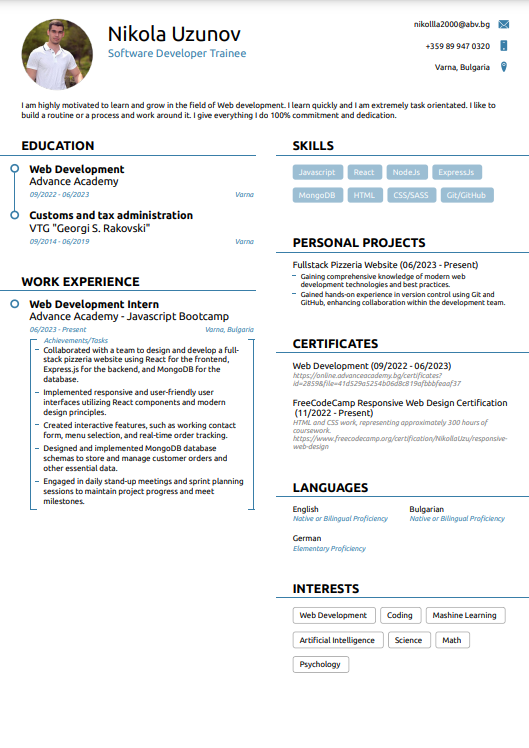 Nikola Uzunov
Software Developer Trainee
nikollla2000@abv.bg
+359 89 947 0320
Varna, Bulgaria
I am highly motivated to learn and grow in the field of Web development. I learn quickly and I am extremely task orientated. I like to
build a routine or a process and work around it. I give everything I do 100% commitment and dedication.
EDUCATION
Web Development
Advance Academy
09/2022 - 06/2023
Varna
Customs and tax administration
VTG "Georgi S. Rakovski"
09/2014 - 06/2019
Varna
WORK EXPERIENCE
Web Development Intern
Advance Academy - Javascript Bootcamp
06/2023 - Present
Varna, Bulgaria
Achievements/Tasks
– Collaborated with a team to design and develop a full-
stack pizzeria website using React for the frontend,
Express.js for the backend, and MongoDB for the
database.
– Implemented responsive and user-friendly user
interfaces utilizing React components and modern
design principles.
– Created interactive features, such as working contact
form, menu selection, and real-time order tracking.
– Designed and implemented MongoDB database
schemas to store and manage customer orders and
other essential data.
– Engaged in daily stand-up meetings and sprint planning
sessions to maintain project progress and meet
milestones.
SKILLS
Javascript React NodeJs ExpressJs
MongoDB HTML CSS/SASS Git/GitHub
PERSONAL PROJECTS
Fullstack Pizzeria Website (06/2023 - Present)
– Gaining comprehensive knowledge of modern web
development technologies and best practices.
– Gained hands-on experience in version control using Git and
GitHub, enhancing collaboration within the development team.
CERTIFICATES
Web Development (09/2022 - 06/2023)
https://online.advanceacademy.bg/certificates?
FreeCodeCamp Responsive Web Design Certification
(11/2022 - Present)
HTML and CSS work, representing approximately 300 hours of
coursework.
https://www.freecodecamp.org/certification/NikollaUzu/responsive-
web-design
LANGUAGES
English
Native or Bilingual Proficiency
Bulgarian
Native or Bilingual Proficiency
German
Elementary Proficiency
INTERESTS
Web Development Coding Mashine Learning
Artificial Intelligence Science Math
Psychology